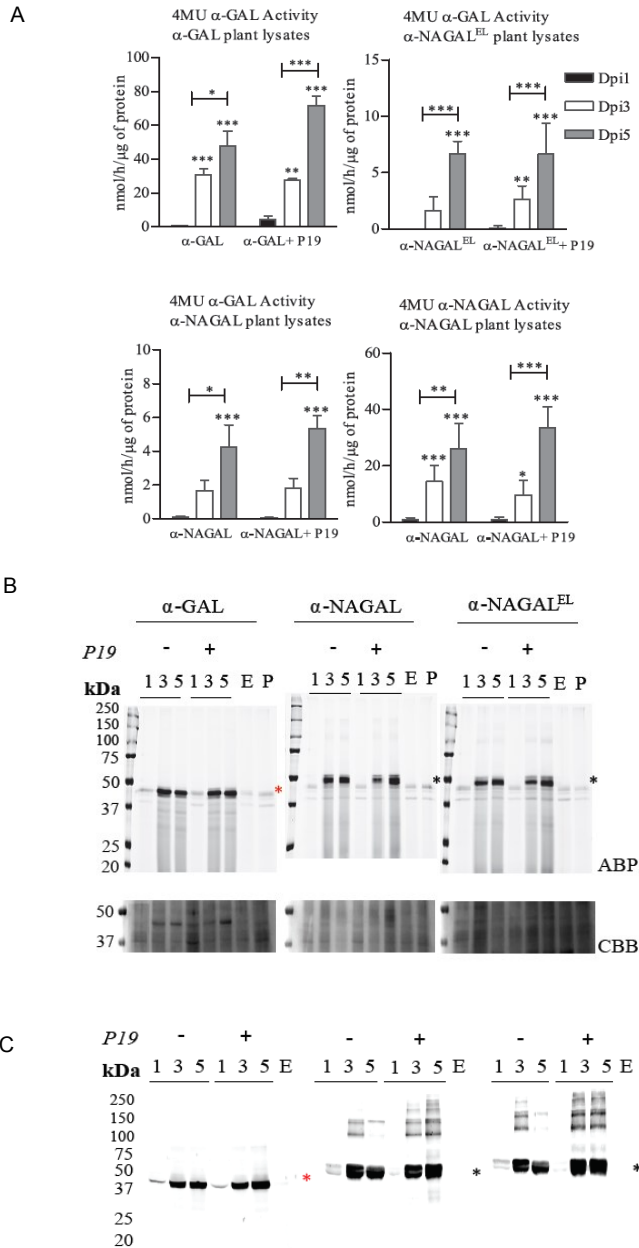 A
4MU α-GAL Activity
α-GAL plant lysates
nmol/h/µg of protein
100
80
60
40
20
0
***
*
***
**
***
***
α-GAL
α-GAL+ P19
4MU α-GAL Activity
α-NAGALᴱᴸ plant lysates
15
10
5
0
***
***
**
***
***
α-NAGALᴱᴸ
α-NAGALᴱᴸ+ P19
Dpi1
Dpi3
Dpi5
4MU α-GAL Activity
α-NAGAL plant lysates
nmol/h/µg of protein
10
8
6
4
2
0
*
***
**
***
α-NAGAL
α-NAGAL+ P19
4MU α-NAGAL Activity
α-NAGAL plant lysates
nmol/h/µg of protein
60
40
20
0
***
**
***
*
***
***
α-NAGAL
α-NAGAL+ P19
B
α-GAL
α-NAGAL
α-NAGALᴱᴸ
P19 - + - + - +
kDa 1 3 5 1 3 5 E P 1 3 5 1 3 5 E P 1 3 5 1 3 5 E P
250
150
100
75
50 * * *
37
25
20
ABP
50
37
CBB
C
P19 - + - + - +
kDa 1 3 5 1 3 5 E 1 3 5 1 3 5 E 1 3 5 1 3 5 E
250
150
100
75
50 * * *
37
25
20